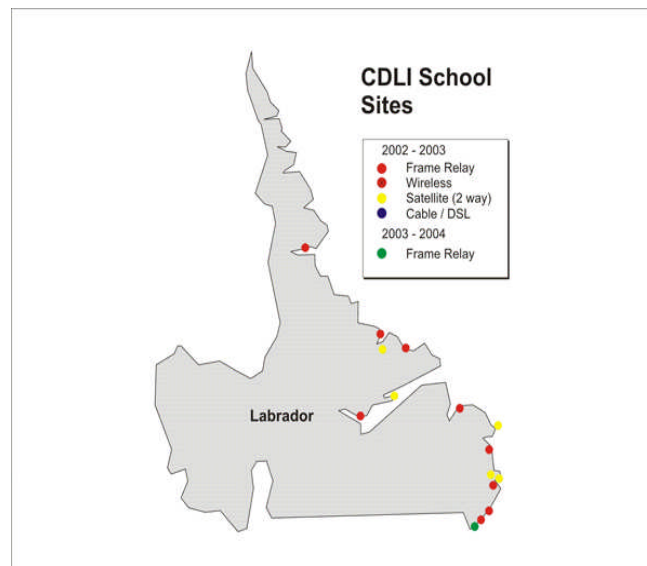 CDLI School
Sites
2002 - 2003
Frame Relay
Wireless
Satellite (2 way)
Cable / DSL
2003 - 2004
Frame Relay
Labrador